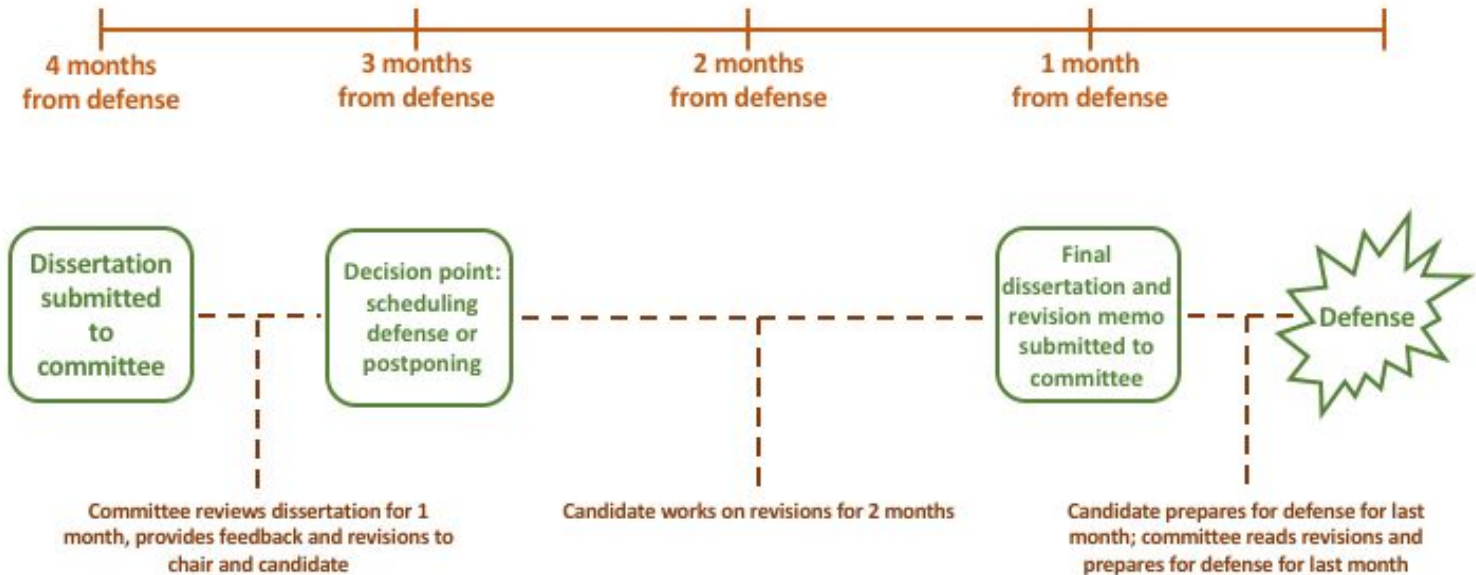 4 months
from defense
3 months
from defense
2 months
from defense
1 month
from defense
Dissertation
submitted
to
committee
Decision point:
scheduling
defense or
postponing
Final
dissertation and
revision memo
submitted to
committee
Defense
Committee reviews dissertation for 1
month, provides feedback and revisions to
chair and candidate
Candidate works on revisions for 2 months
Candidate prepares for defense for last
month; committee reads revisions and
prepares for defense for last month